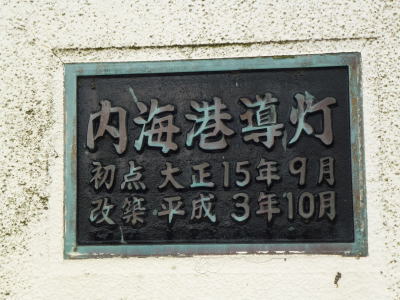 内海港導灯
初点 大正15年9月
改築 平成 3年10月